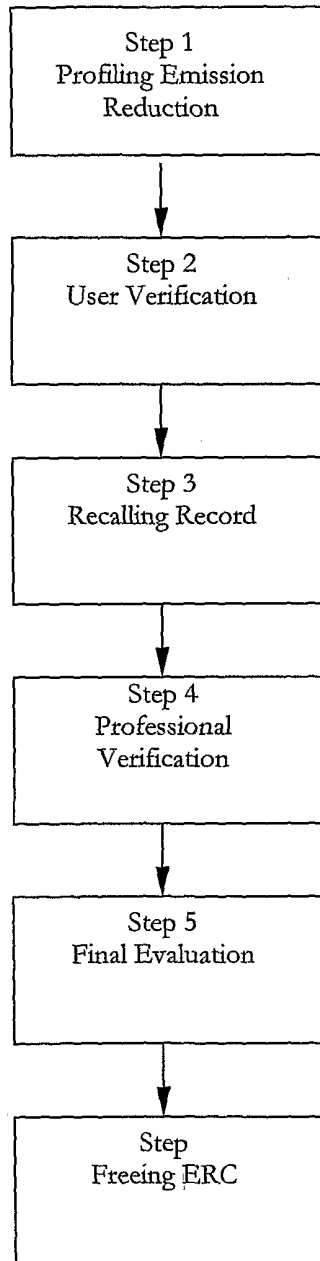 Step 1
Profiling Emission
Reduction
Step 2
User Verification
Step 3
Recalling Record
Step 4
Professional
Verification
Step 5
Final Evaluation
Step
Freeing ERC